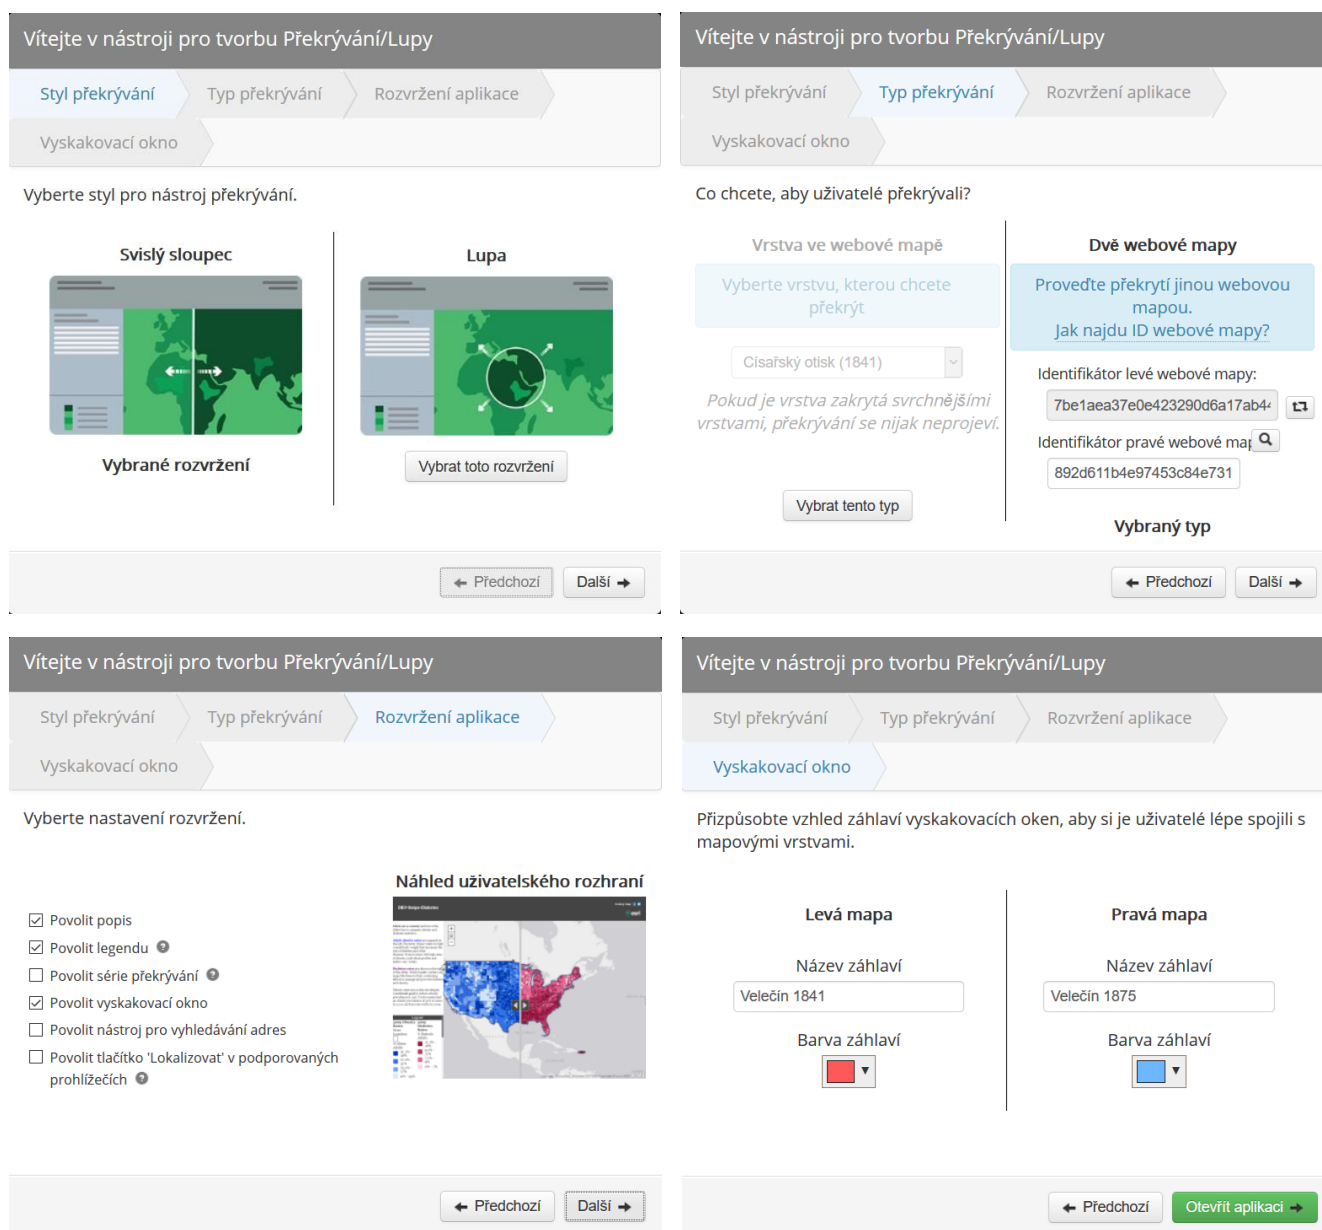 Vítejte v nástroji pro tvorbu Překrývání/Lupy
Styl překrývání
Typ překrývání
Rozvržení aplikace
Vyskakovací okno
Vyberte styl pro nástroj překrývání.
Svislý sloupec
Lupa
Vybrané rozvržení
Vybrat toto rozvržení
Předchozí
Další
Vítejte v nástroji pro tvorbu Překrývání/Lupy
Styl překrývání
Typ překrývání
Rozvržení aplikace
Vyskakovací okno
Co chcete, aby uživatelé překrývali?
Vrstva ve webové mapě
Vyberte vrstvu, kterou chcete
překrýt
Císařský otisk (1841)
Pokud je vrstva zakrytá svrchnějšími
vrstvami, překrývání se nijak neprojeví.
Vybrat tento typ
Dvě webové mapy
Proveďte překrytí jinou webovou
mapou.
Jak najdu ID webové mapy?
Identifikátor levé webové mapy:
7be1aea37e0e423290d6a17ab44
Identifikátor pravé webové map
892d611b4e97453c84e731
Vybraný typ
Předchozí
Další
Vítejte v nástroji pro tvorbu Překrývání/Lupy
Styl překrývání
Typ překrývání
Rozvržení aplikace
Vyskakovací okno
Vyberte nastavení rozvržení.
Povolit popis
Povolit legendu
Povolit série překrývání
Povolit vyskakovací okno
Povolit nástroj pro vyhledávání adres
Povolit tlačítko 'Lokalizovat' v podporovaných
prohlížečích
Náhled uživatelského rozhraní
Předchozí
Další
Vítejte v nástroji pro tvorbu Překrývání/Lupy
Styl překrývání
Typ překrývání
Rozvržení aplikace
Vyskakovací okno
Přizpůsobte vzhled záhlaví vyskakovacích oken, aby si je uživatelé lépe spojili s
mapovými vrstvami.
Levá mapa
Název záhlaví
Velečín 1841
Barva záhlaví
Pravá mapa
Název záhlaví
Velečín 1875
Barva záhlaví
Předchozí
Otevřít aplikaci